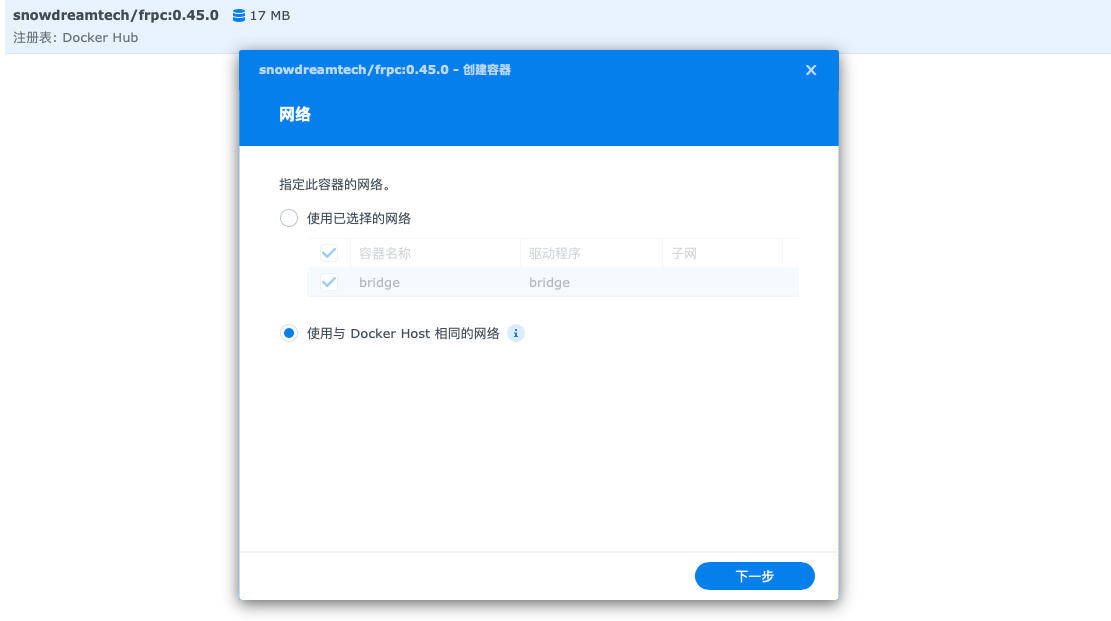 snowdreamtech/frpc:0.45.0 17 MB
注册表: Docker Hub
snowdreamtech/frpc:0.45.0 - 创建容器
网络
指定此容器的网络。
使用已选择的网络
容器名称 驱动程序 子网
bridge bridge
使用与 Docker Host 相同的网络
下一步